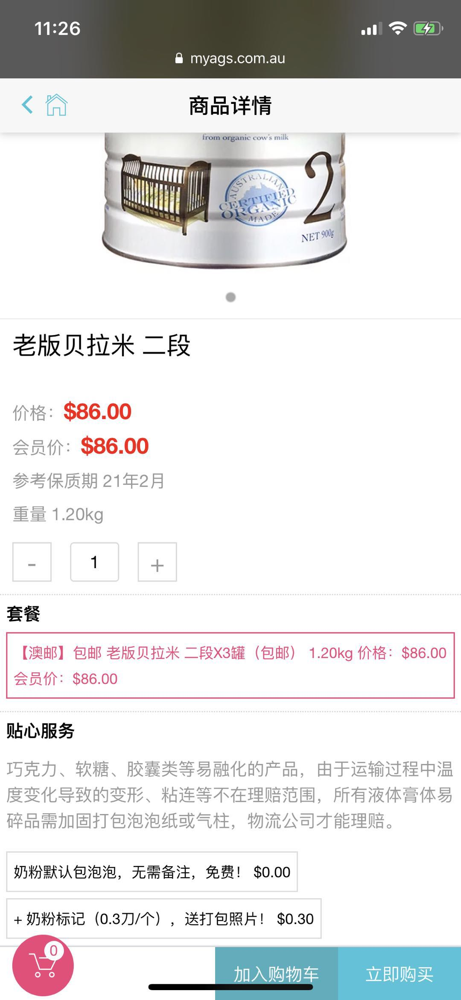 11:26
myags.com.au
商品详情
from organic cow's milk
AUSTRALIAN
CERTIFIED
ORGANIC
MADE
2
NET 900g
老版贝拉米 二段
价格：$86.00
会员价：$86.00
参考保质期 21年2月
重量 1.20kg
- 1 +
套餐
【澳邮】包邮 老版贝拉米 二段X3罐（包邮） 1.20kg 价格：$86.00
会员价：$86.00
贴心服务
巧克力、软糖、胶囊类等易融化的产品，由于运输过程中温
度变化导致的变形、粘连等不在理赔范围，所有液体膏体易
碎品需加固打包泡泡纸或气柱，物流公司才能理赔。
奶粉默认包泡泡，无需备注，免费！ $0.00
+ 奶粉标记（0.3刀/个），送打包照片！ $0.30
0
加入购物车
立即购买